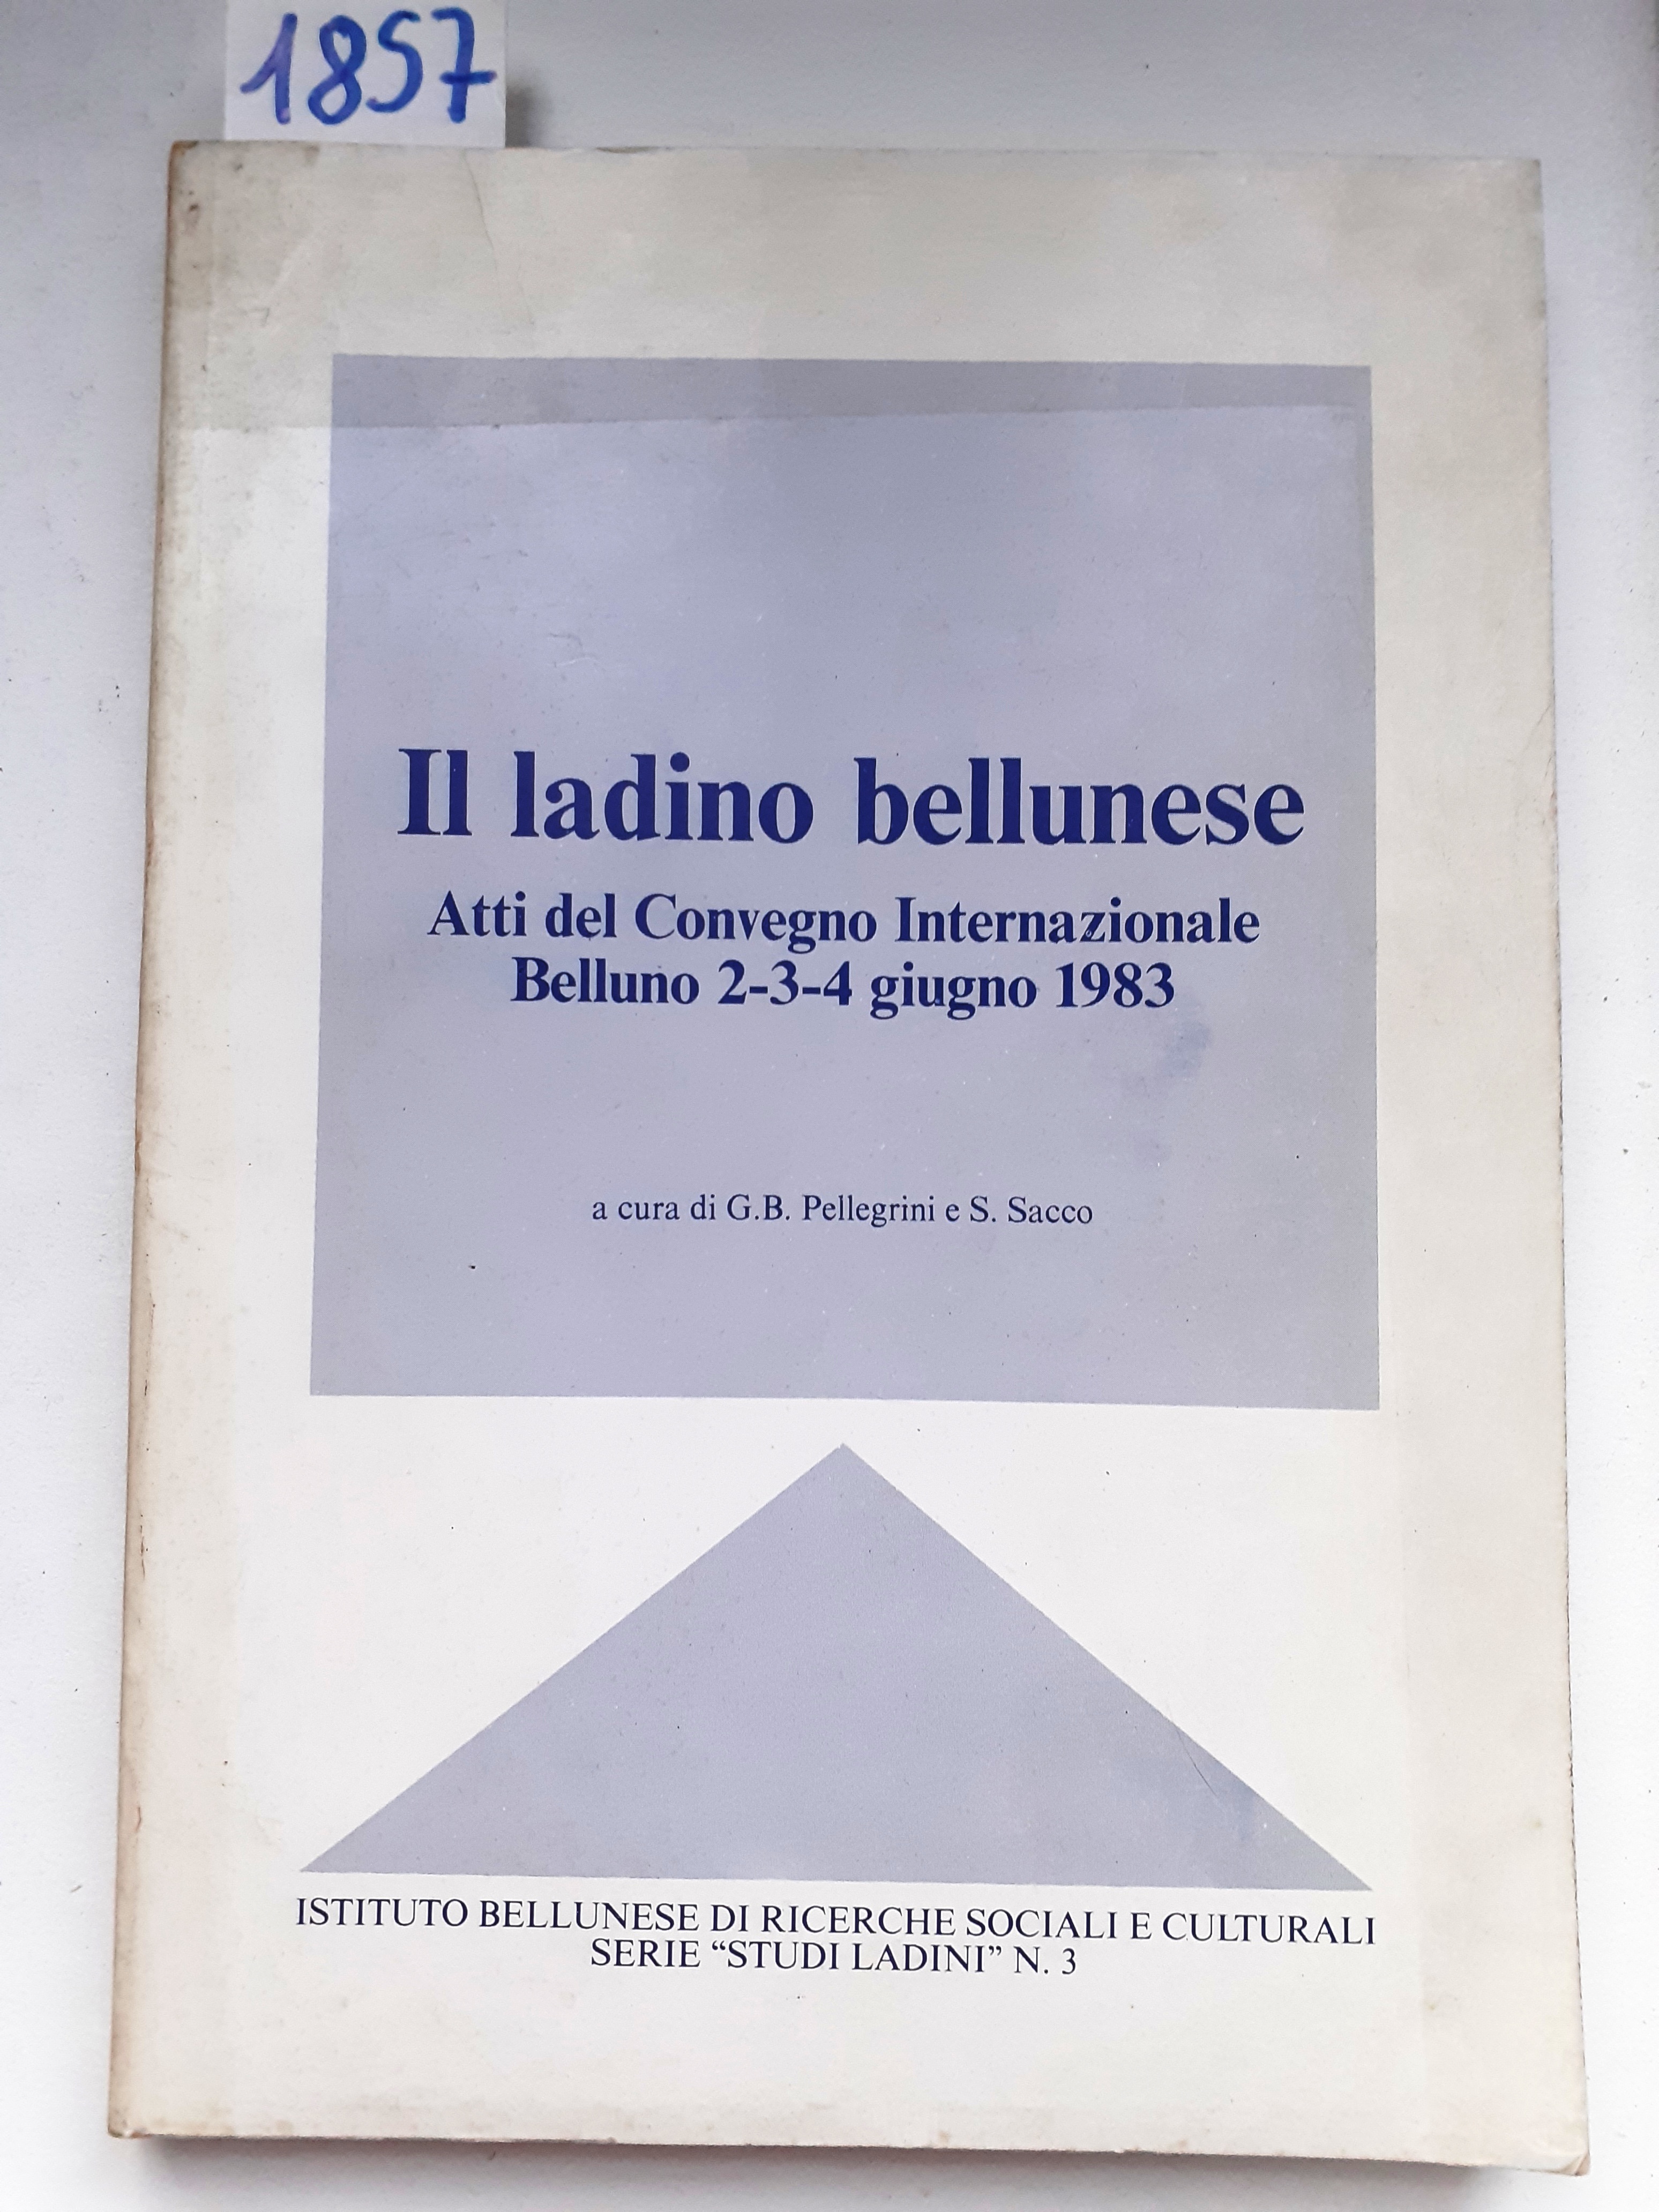 1857
Il ladino bellunese
Atti del Convegno Internazionale
Belluno 2-3-4 giugno 1983
a cura di G.B. Pellegrini e S. Sacco
ISTITUTO BELLUNESE DI RICERCHE SOCIALI E CULTURALI
SERIE “STUDI LADINI” N. 3